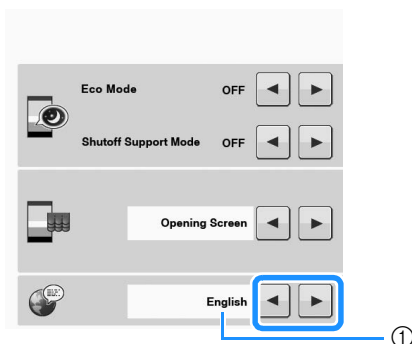 Eco Mode OFF
Shutoff Support Mode OFF
Opening Screen
English
①